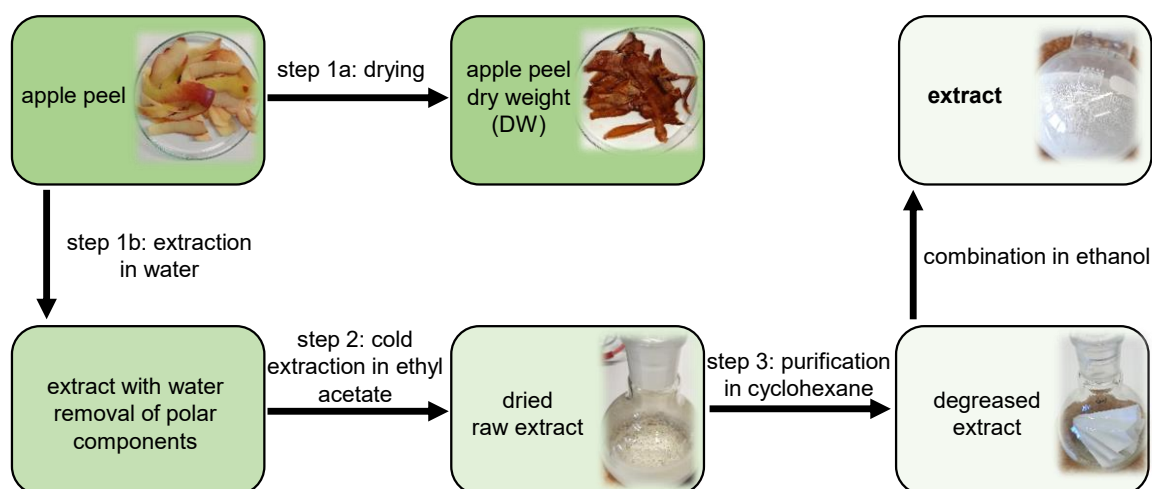 apple peel
step 1a: drying
apple peel
dry weight
(DW)
extract
step 1b: extraction
in water
combination in ethanol
extract with water
removal of polar
components
step 2: cold
extraction in ethyl
acetate
dried
raw extract
step 3: purification
in cyclohexane
degreased
extract